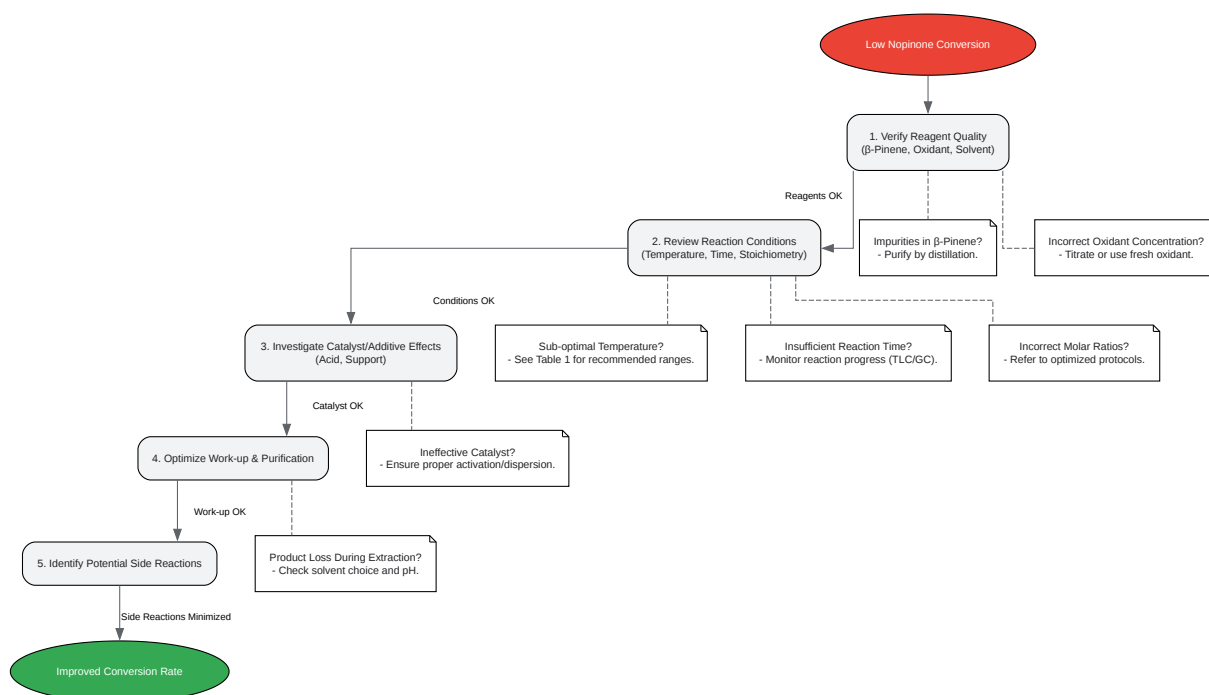 Low Nopinone Conversion
1. Verify Reagent Quality
(β-Pinene, Oxidant, Solvent)
Reagents OK
2. Review Reaction Conditions
(Temperature, Time, Stoichiometry)
Impurities in β-Pinene?
- Purify by distillation.
Incorrect Oxidant Concentration?
- Titrate or use fresh oxidant.
Conditions OK
3. Investigate Catalyst/Additive Effects
(Acid, Support)
Sub-optimal Temperature?
- See Table 1 for recommended ranges.
Insufficient Reaction Time?
- Monitor reaction progress (TLC/GC).
Incorrect Molar Ratios?
- Refer to optimized protocols.
Catalyst OK
4. Optimize Work-up & Purification
Ineffective Catalyst?
- Ensure proper activation/dispersion.
Work-up OK
5. Identify Potential Side Reactions
Product Loss During Extraction?
- Check solvent choice and pH.
Side Reactions Minimized
Improved Conversion Rate